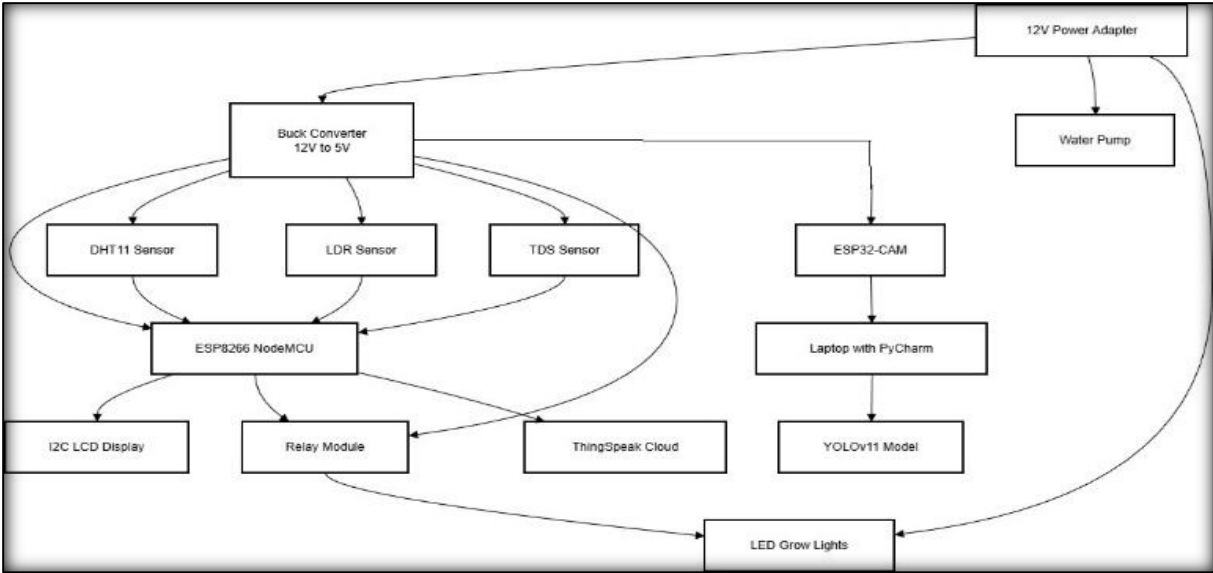 12V Power Adapter
Buck Converter
12V to 5V
Water Pump
DHT11 Sensor
LDR Sensor
TDS Sensor
ESP32-CAM
ESP8266 NodeMCU
Laptop with PyCharm
I2C LCD Display
Relay Module
ThingSpeak Cloud
YOLOv11 Model
LED Grow Lights